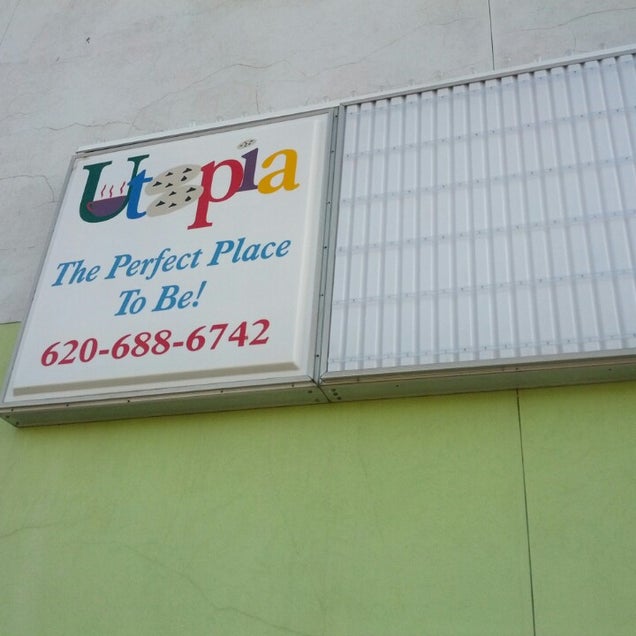 Utopia
The Perfect Place
To Be!
620-688-6742